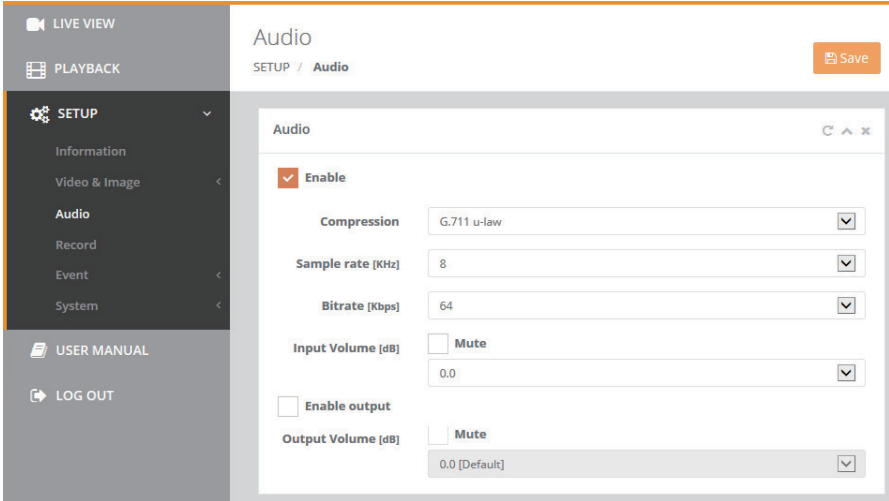 LIVE VIEW
PLAYBACK
SETUP
Information
Video & Image
Audio
Record
Event
System
USER MANUAL
LOG OUT
Audio
SETUP / Audio
Save
Audio
Enable
Compression G.711 u-law
Sample rate [KHz] 8
Bitrate [Kbps] 64
Input Volume [dB] Mute
0.0
Enable output
Output Volume [dB] Mute
0.0 [Default]